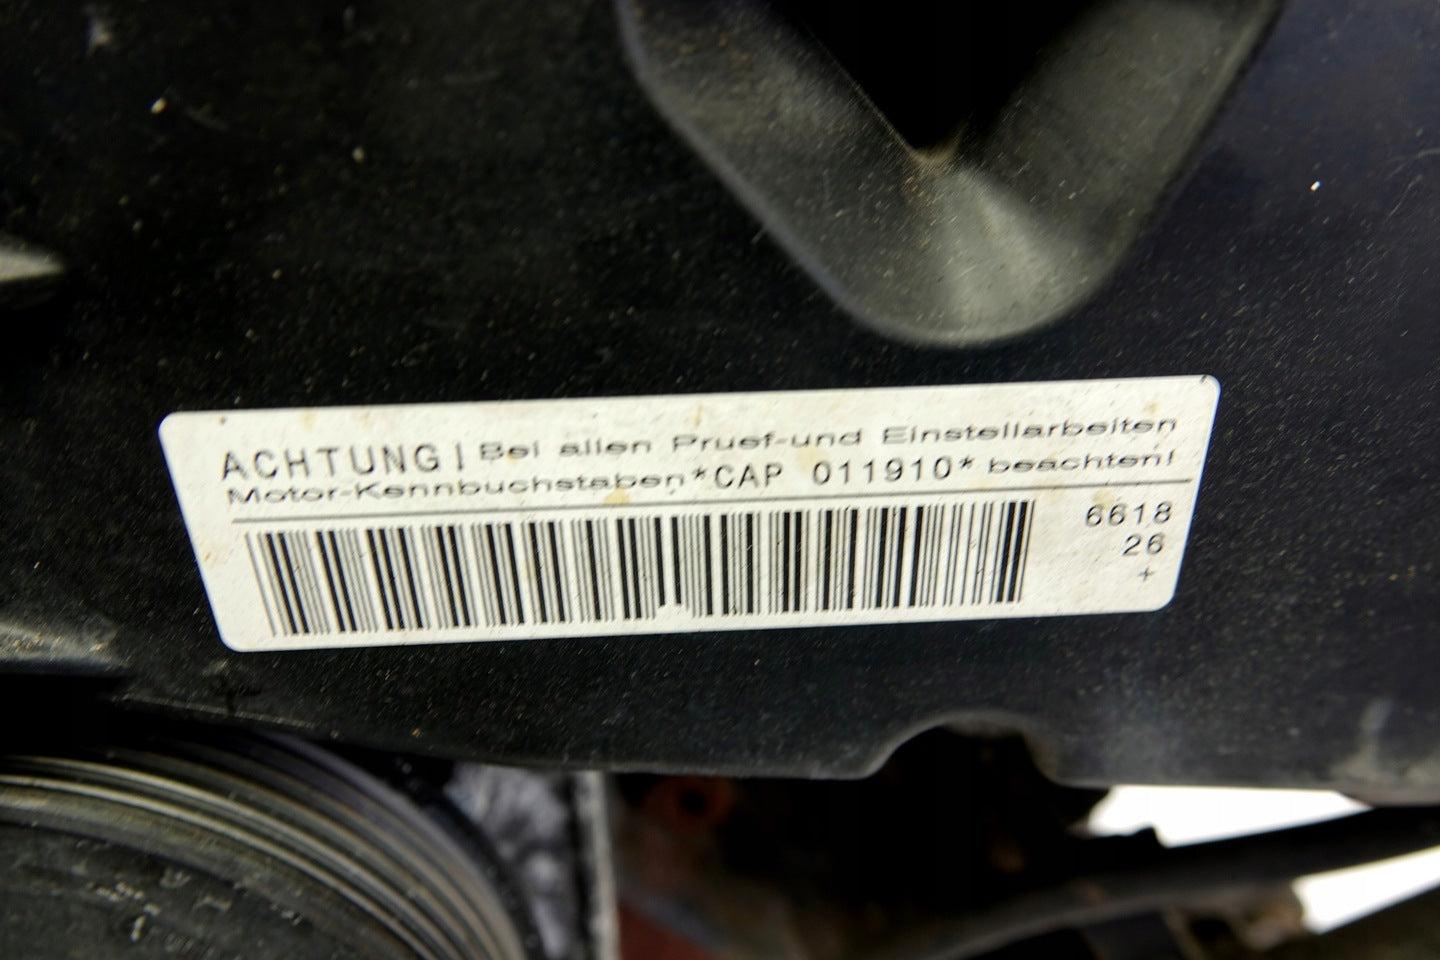 ACHTUNG! Bei allen Pruef-und Einstellarbeiten
Motor-Kennbuchstaben*CAP 011910* beachten!
6618
26
+